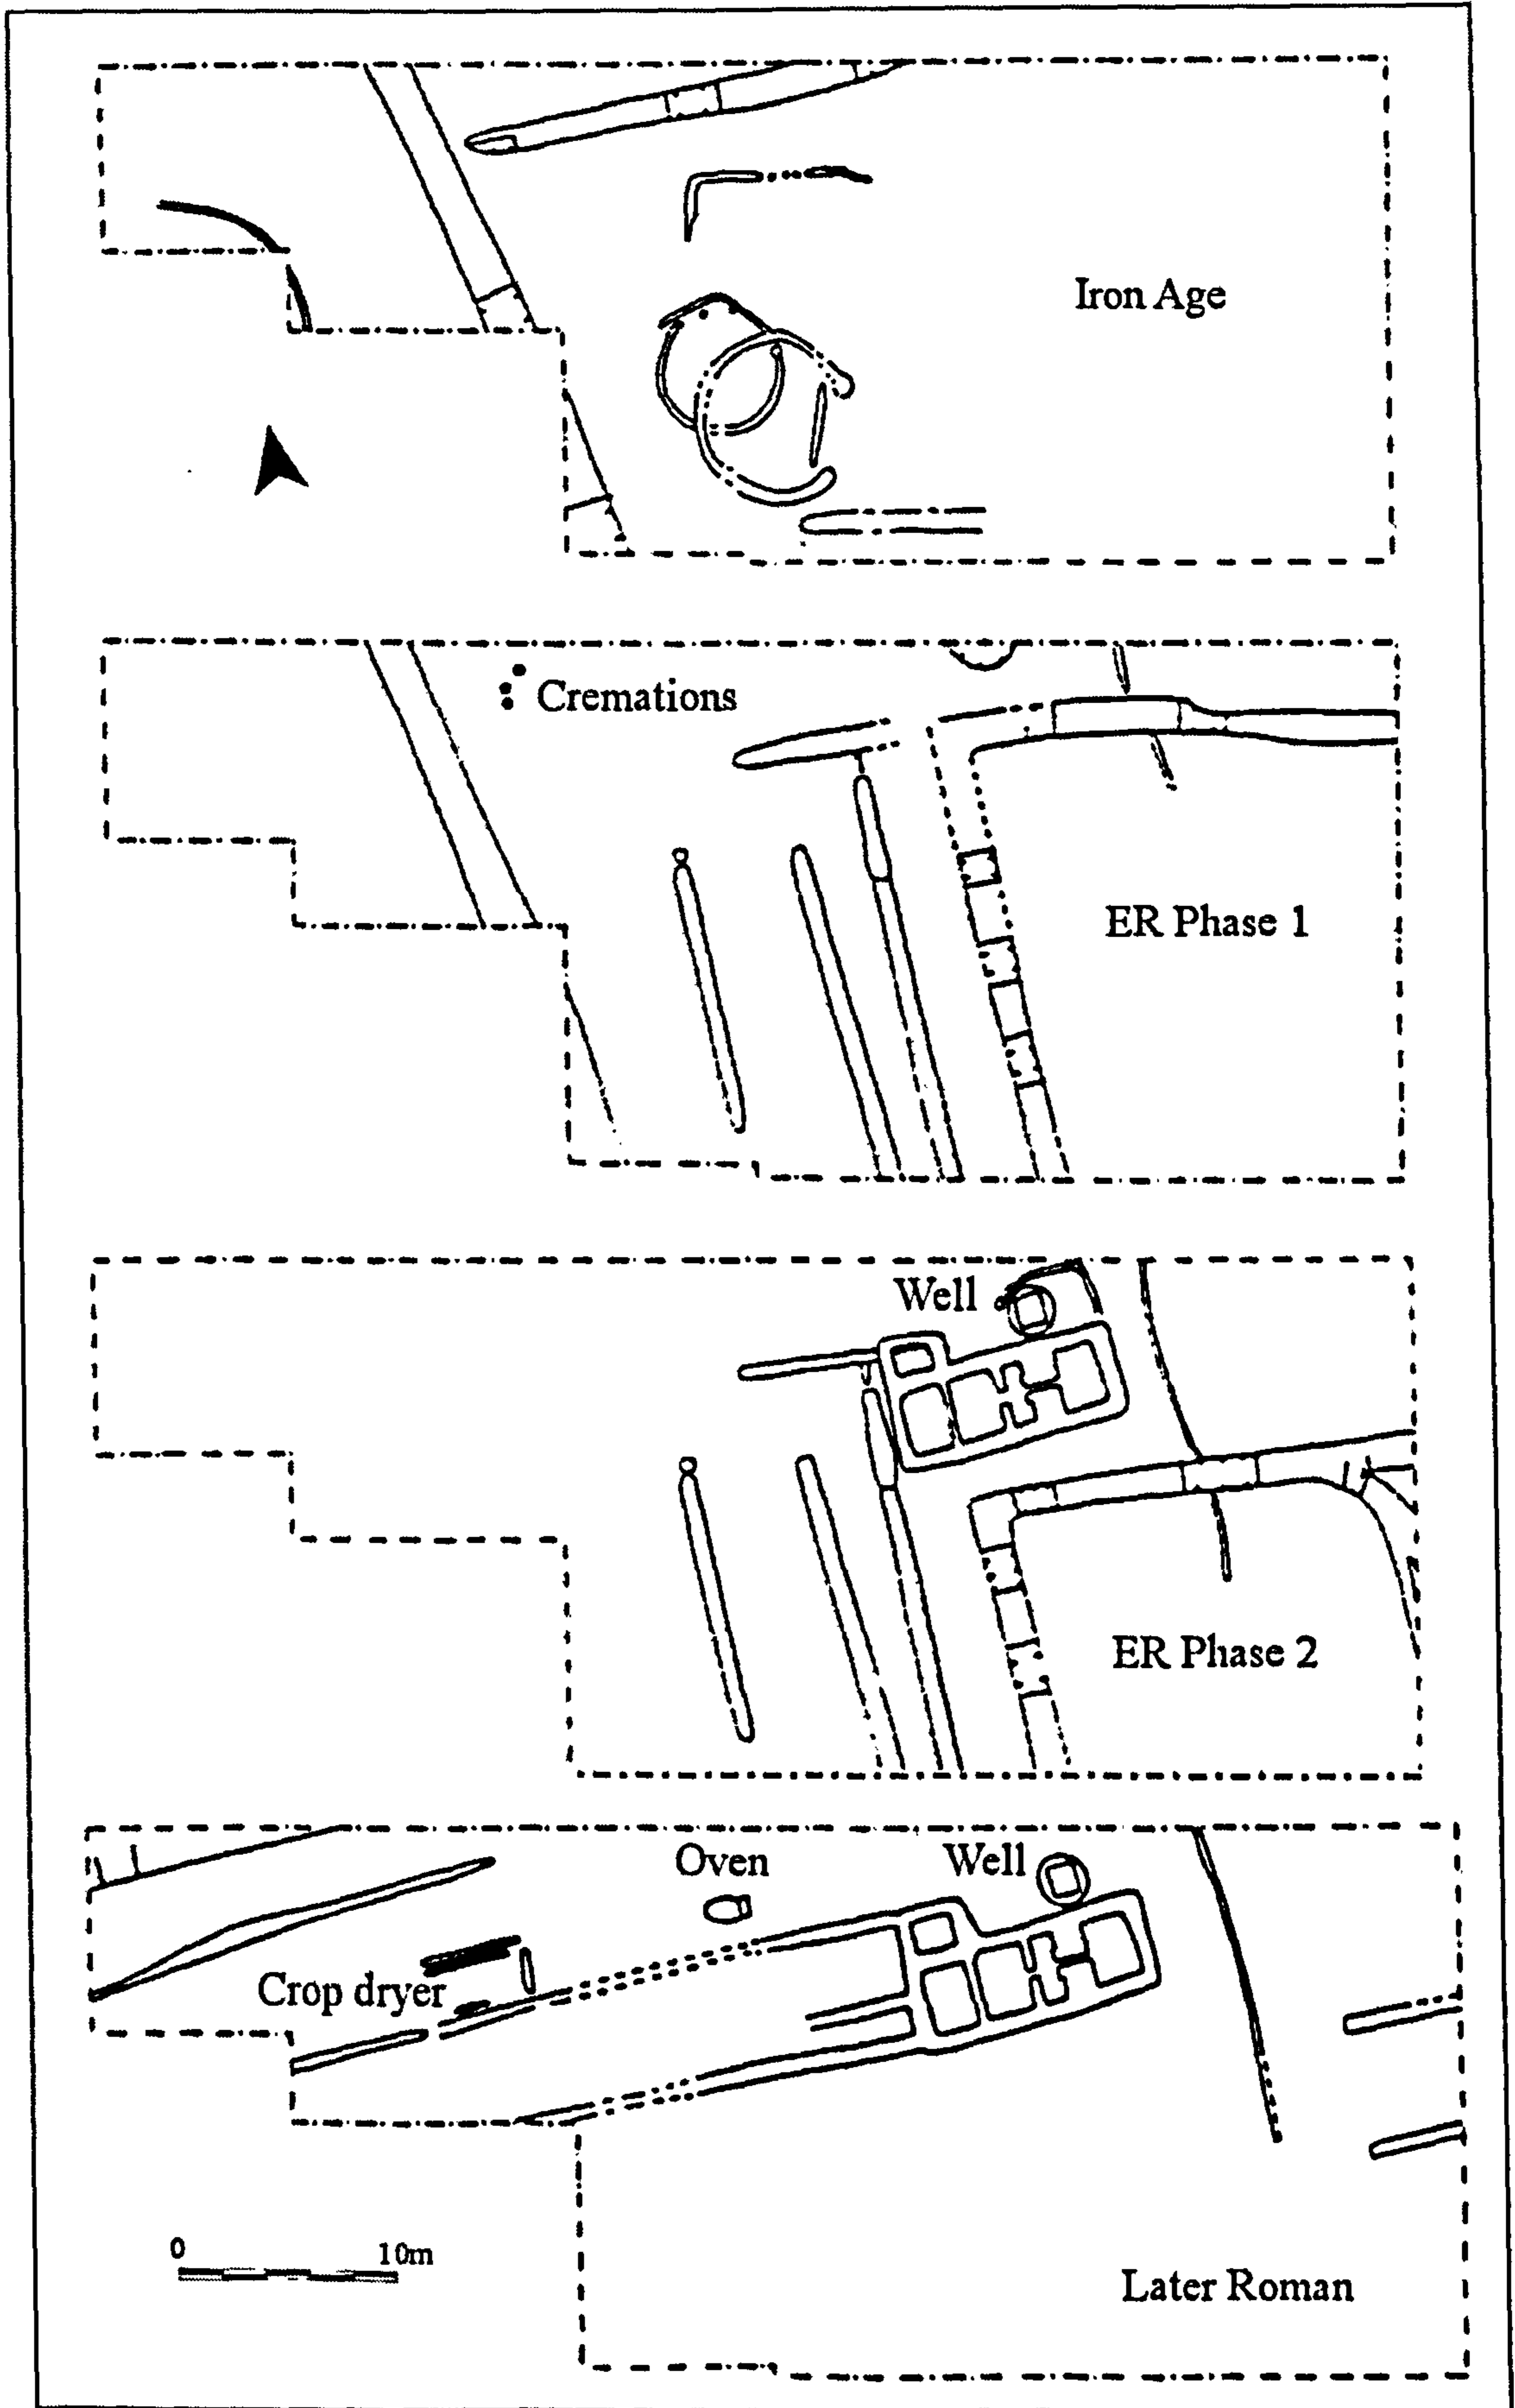 Iron Age
Cremations
ER Phase 1
Well
ER Phase 2
Oven
Well
Crop dryer
0
10m
Later Roman